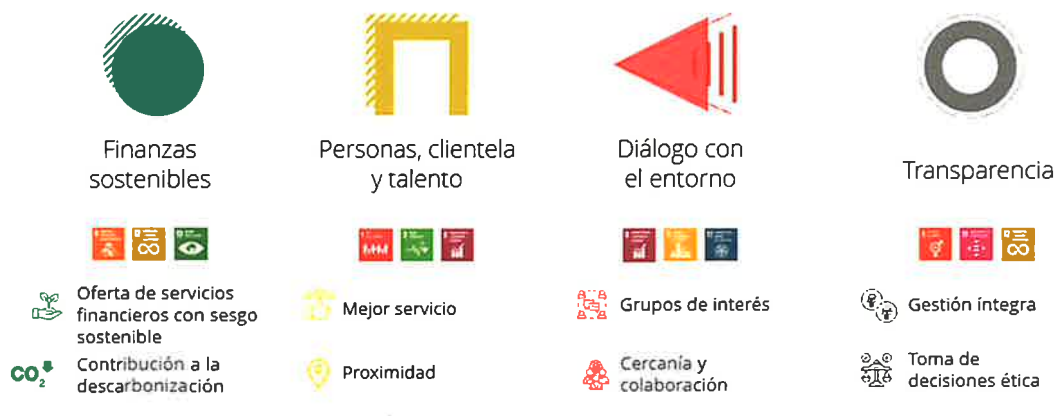 Finanzas
sostenibles
Personas, clientela
y talento
Diálogo con
el entorno
Transparencia
Oferta de servicios
financieros con sesgo
sostenible
CO2
Contribución a la
descarbonización
Mejor servicio
Proximidad
Grupos de interés
Cercanía y
colaboración
Gestión íntegra
Toma de
decisiones ética